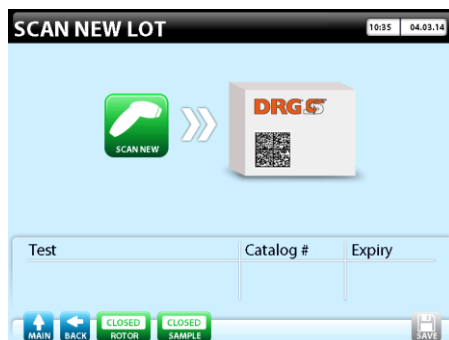 SCAN NEW LOT 10:35 04.03.14
SCAN NEW
DRG
Test Catalog # Expiry
MAIN BACK CLOSED ROTOR CLOSED SAMPLE SAVE